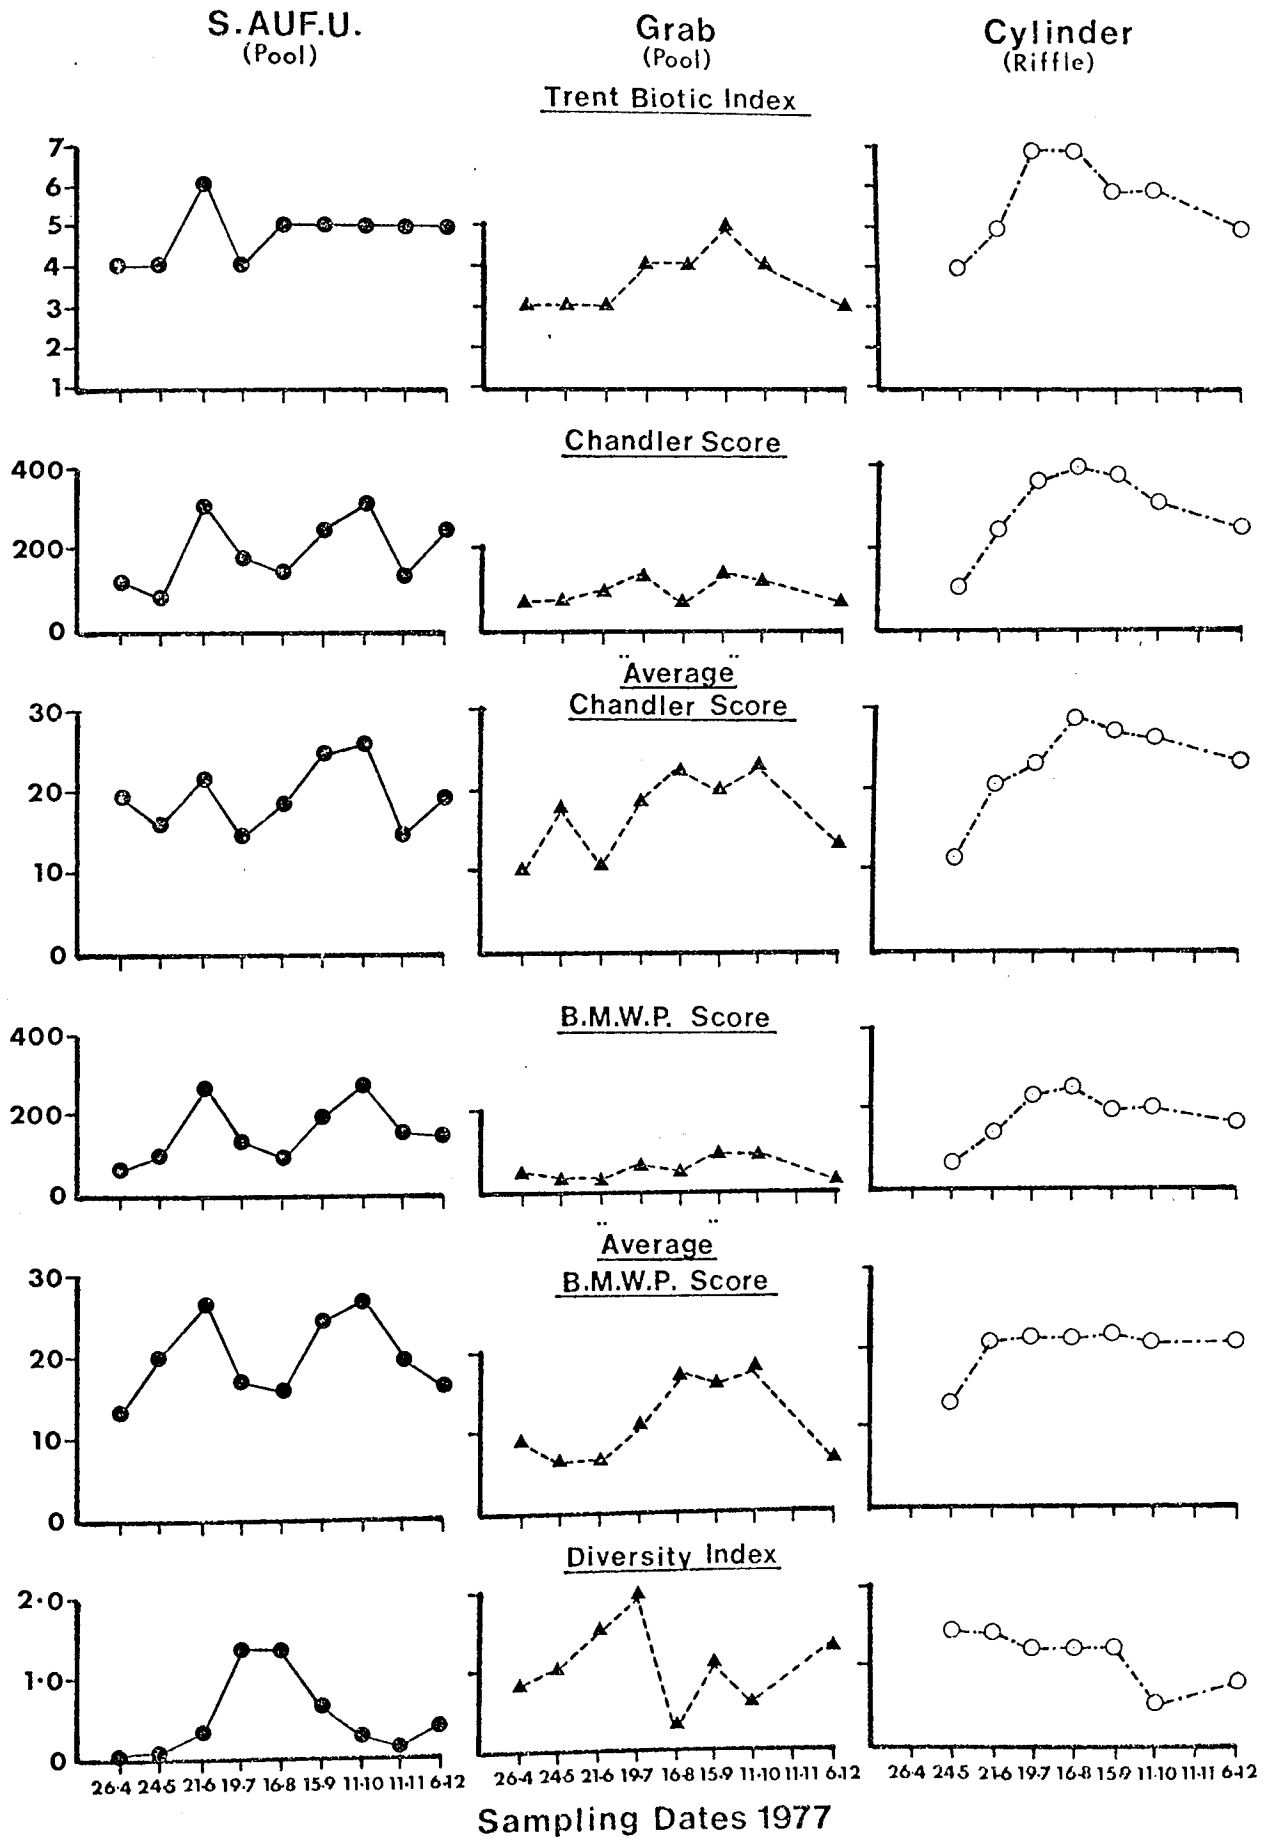 S.AUF.U. Grab Cylinder
(Pool) (Pool) (Riffle)
Trent Biotic Index
7
6
5
4
3
2
1
Chandler Score
400
200
0
"Average"
Chandler Score
30
20
10
0
B.M.W.P. Score
400
200
0
"Average"
B.M.W.P. Score
30
20
10
0
Diversity Index
2·0
1·0
0
26·4 24·5 21·6 19·7 16·8 15·9 11·10 11·11 6·12 26·4 24·5 21·6 19·7 16·8 15·9 11·10 11·11 6·12 26·4 24·5 21·6 19·7 16·8 15·9 11·10 11·11 6·12
Sampling Dates 1977